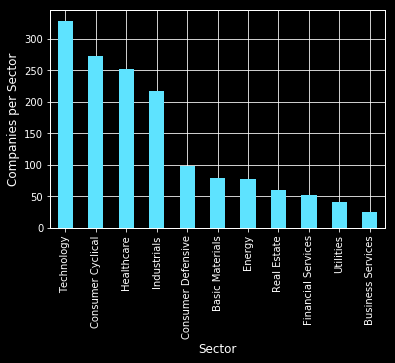 Companies per Sector
300
250
200
150
100
50
0
Technology
Consumer Cyclical
Healthcare
Industrials
Consumer Defensive
Basic Materials
Energy
Real Estate
Financial Services
Utilities
Business Services
Sector